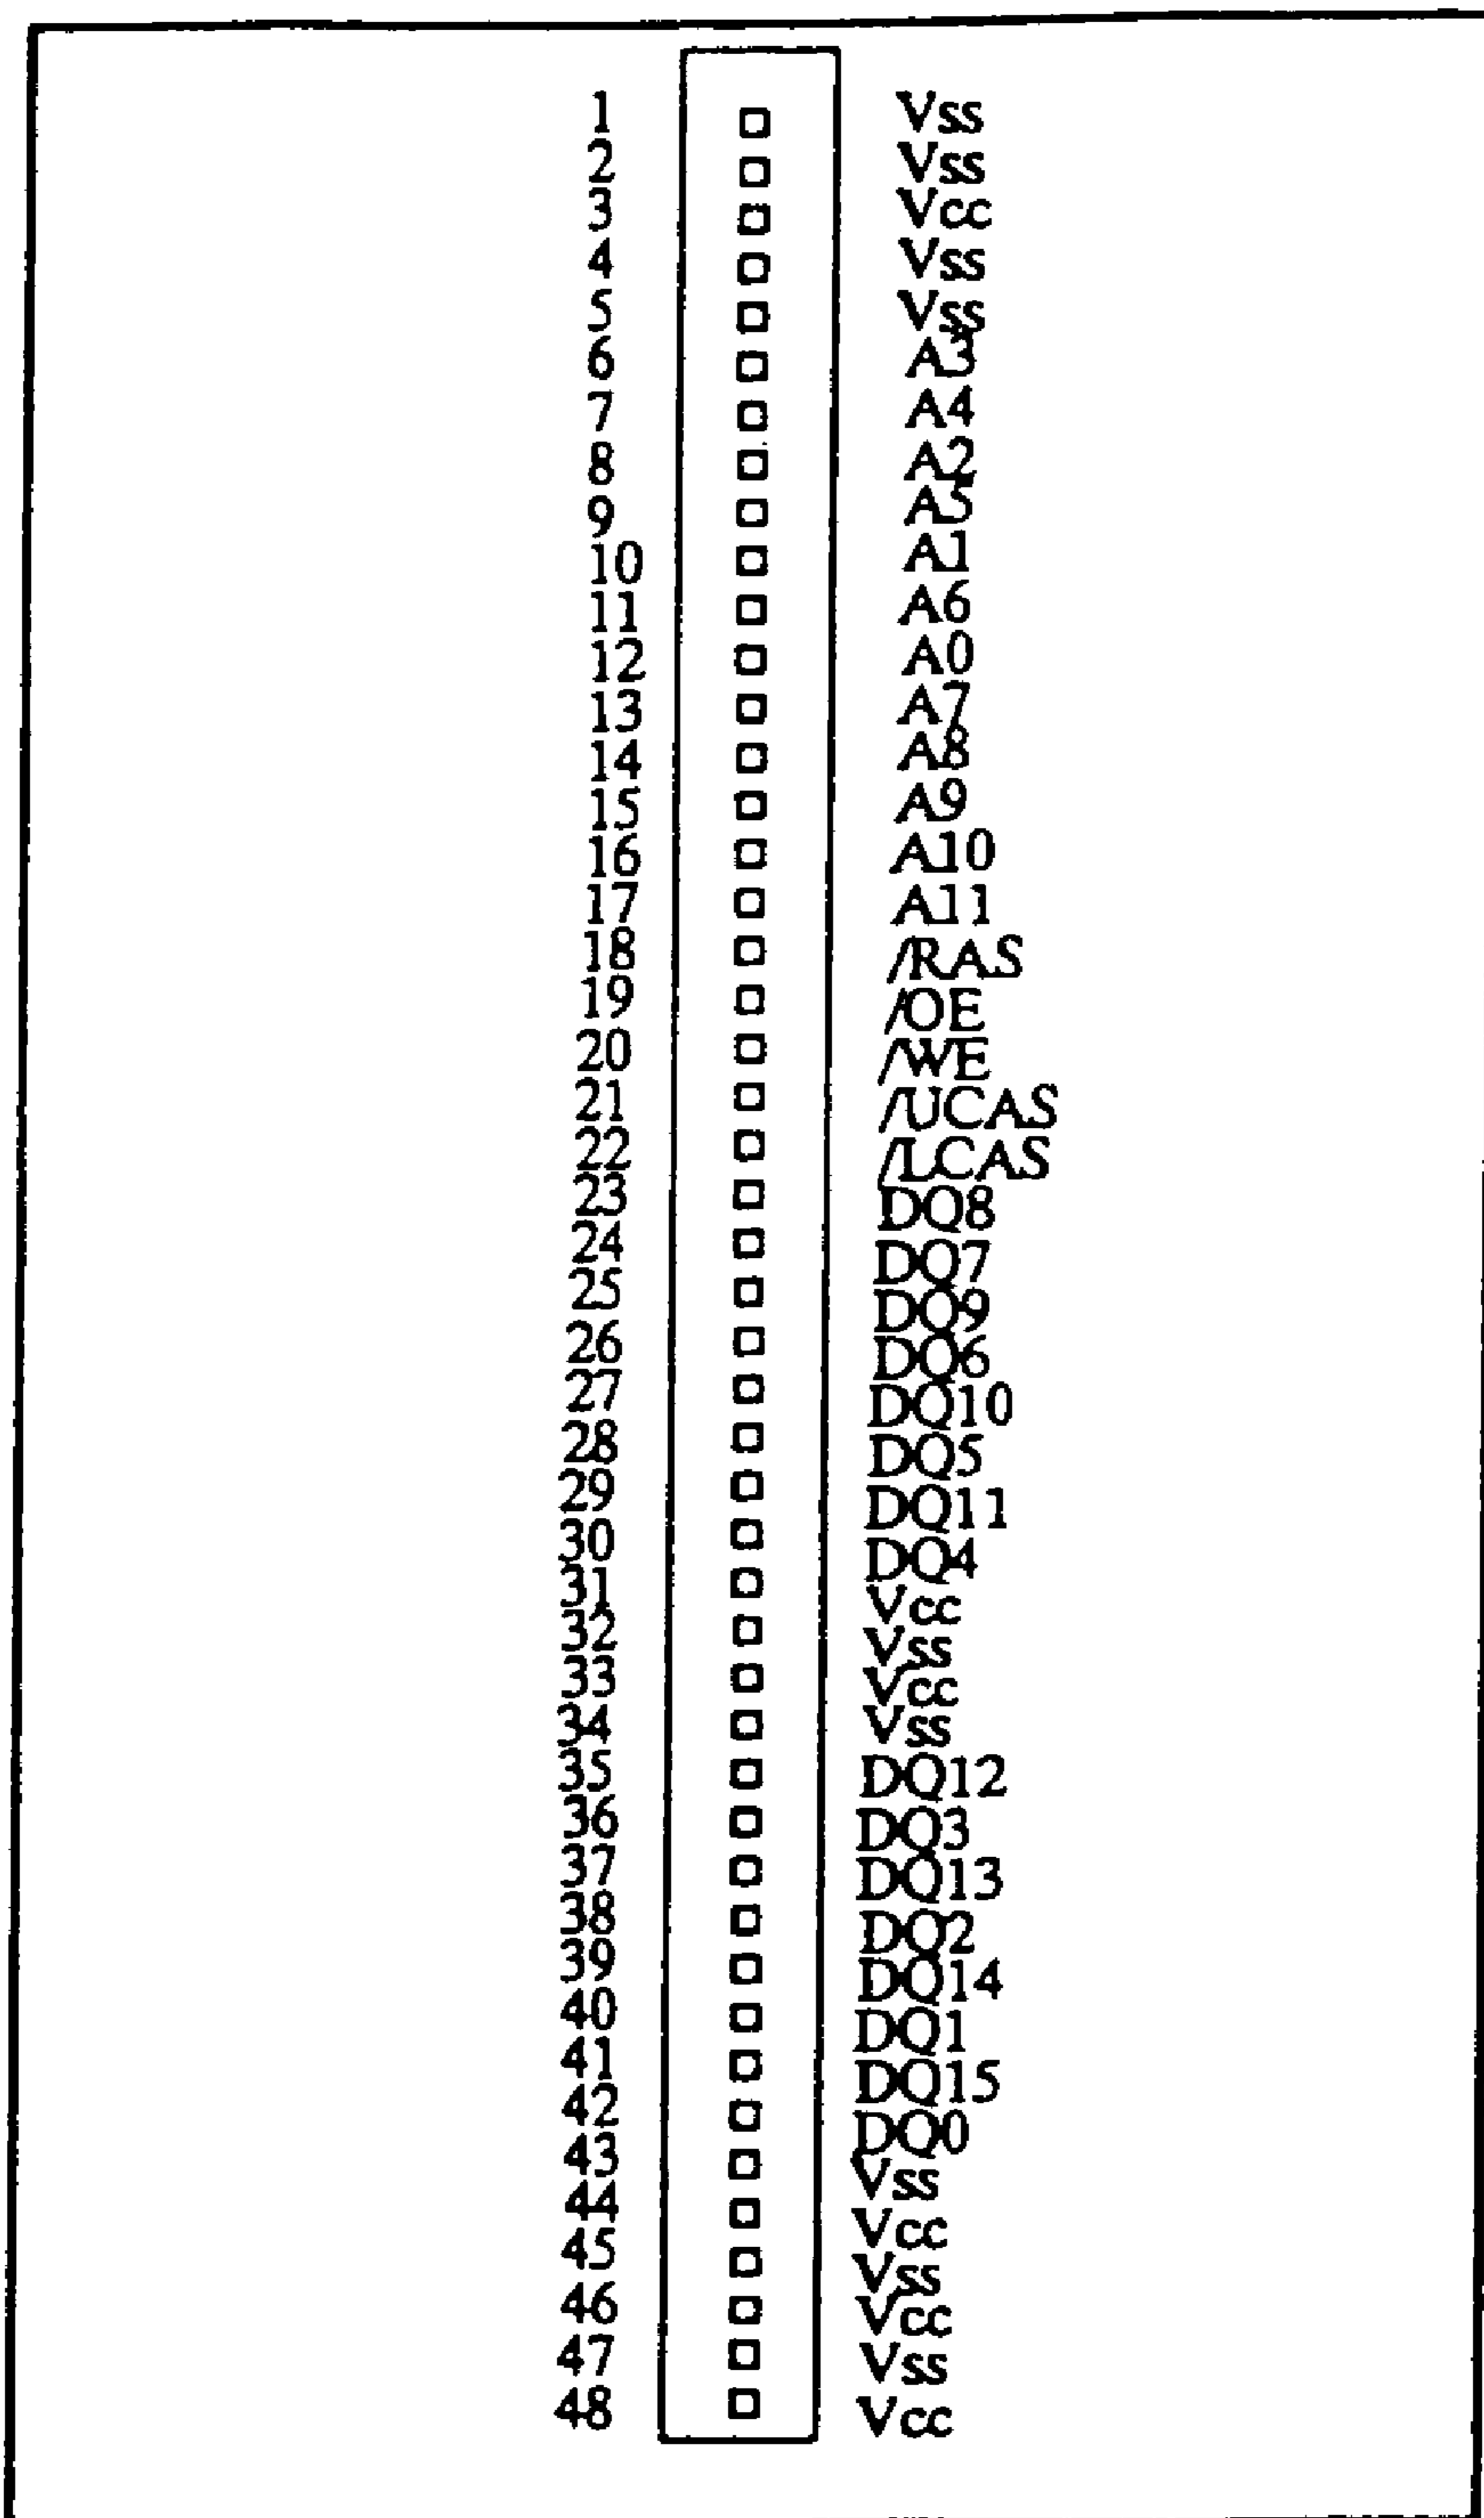 1 Vss
2 Vss
3 Vcc
4 Vss
5 Vss
6 A3
7 A4
8 A2
9 A5
10 A1
11 A6
12 A0
13 A7
14 A8
15 A9
16 A10
17 A11
18 /RAS
19 /OE
20 /WE
21 /UCAS
22 /LCAS
23 DQ8
24 DQ7
25 DQ9
26 DQ6
27 DQ10
28 DQ5
29 DQ11
30 DQ4
31 Vcc
32 Vss
33 Vcc
34 Vss
35 DQ12
36 DQ3
37 DQ13
38 DQ2
39 DQ14
40 DQ1
41 DQ15
42 DQ0
43 Vss
44 Vcc
45 Vss
46 Vcc
47 Vss
48 Vcc